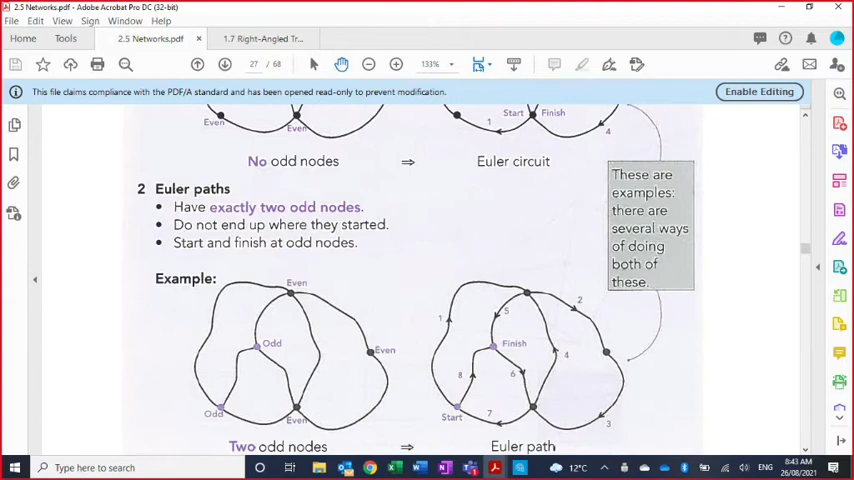 2.5 Networks.pdf - Adobe Acrobat Pro DC (32-bit)
File Edit View Sign Window Help
Home Tools 2.5 Networks.pdf × 1.7 Right-Angled Tr...
27 / 68 133%
This file claims compliance with the PDF/A standard and has been opened read-only to prevent modification. Enable Editing
1 Start Finish
Even Even 4
No odd nodes ⇒ Euler circuit
These are
examples:
there are
several ways
of doing
both of
these.
2 Euler paths
• Have exactly two odd nodes.
• Do not end up where they started.
• Start and finish at odd nodes.
Example:
Even
Odd
Even
Odd
Even
1 5 2
Finish
4
8 6
Start 7 3
Two odd nodes ⇒ Euler path
Type here to search
12°C ENG 8:43 AM
26/08/2021